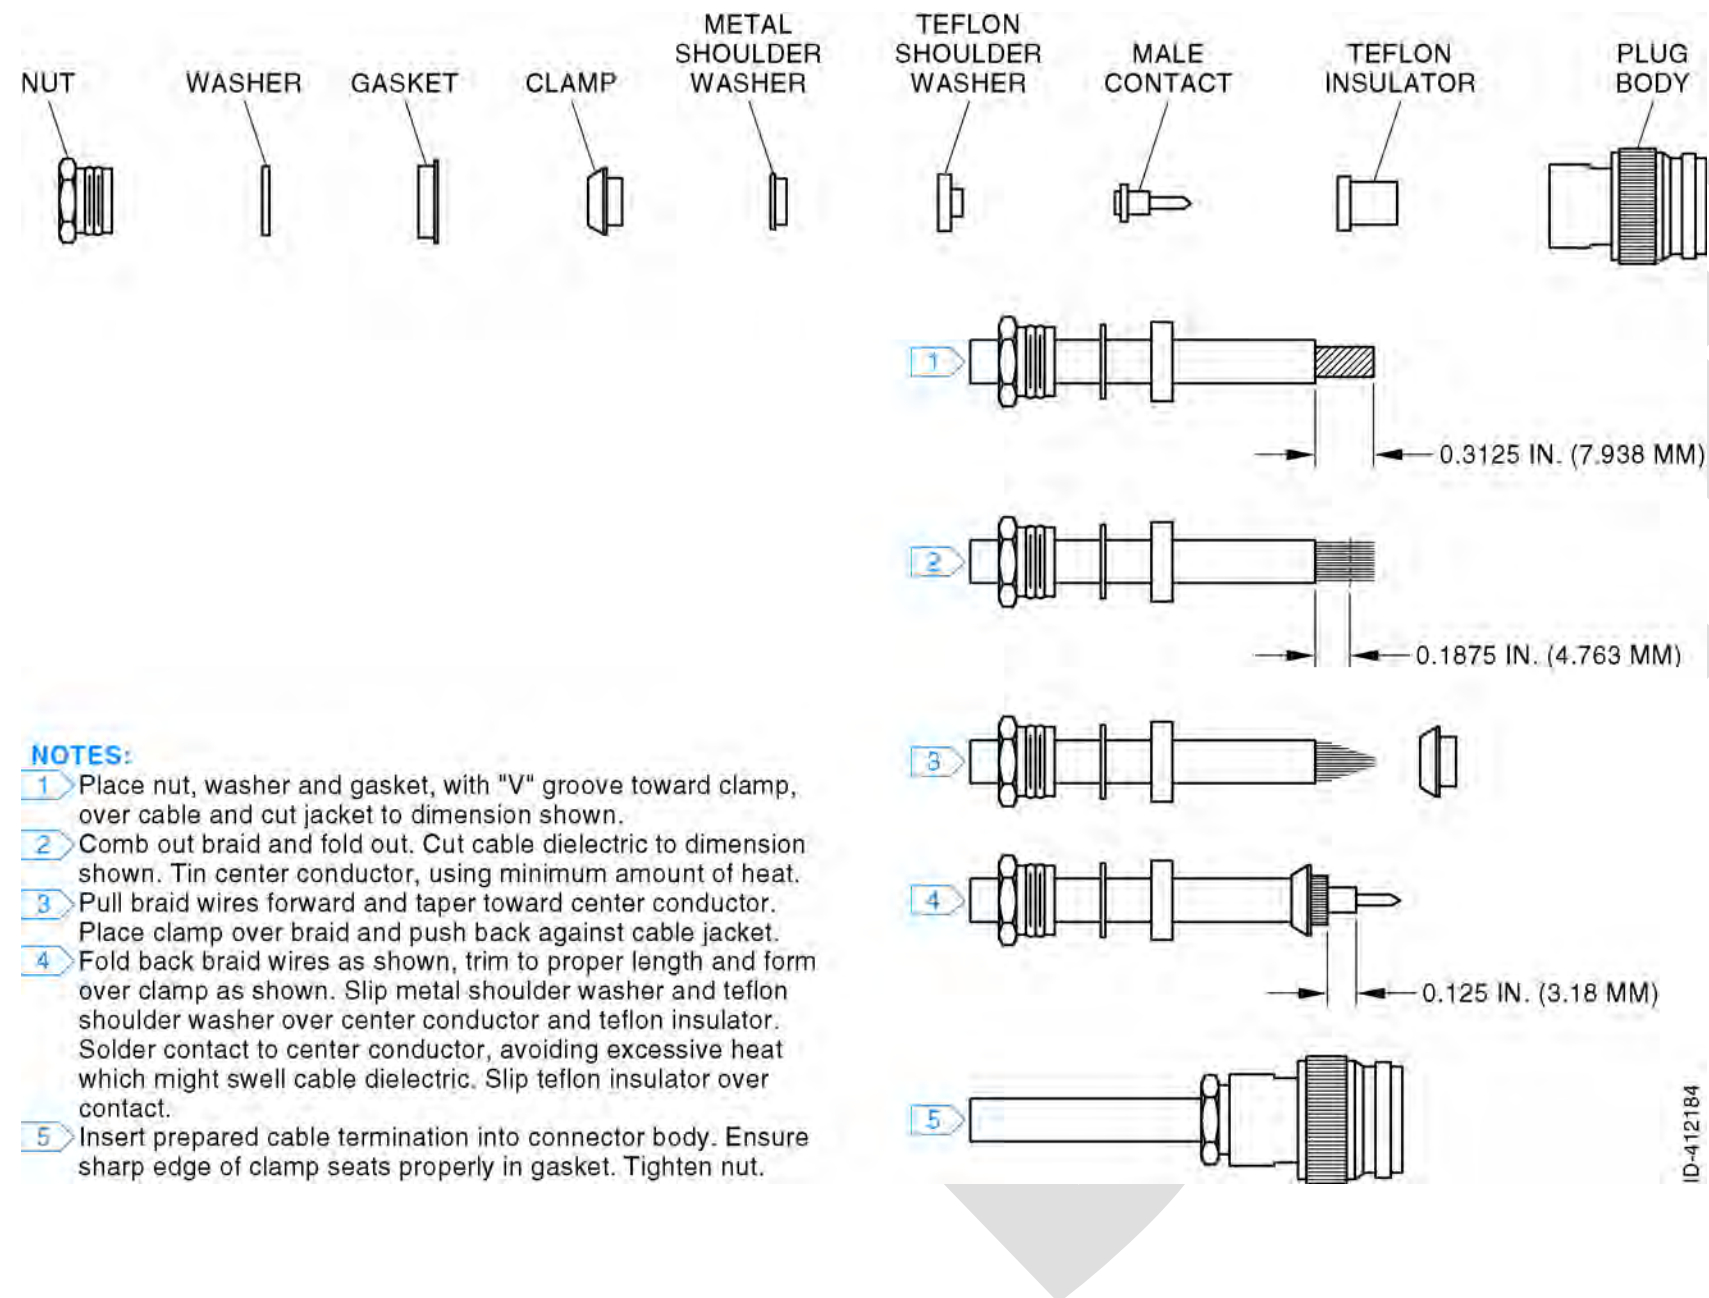 NUT
WASHER
GASKET
CLAMP
METAL
SHOULDER
WASHER
TEFLON
SHOULDER
WASHER
MALE
CONTACT
TEFLON
INSULATOR
PLUG
BODY
1
0.3125 IN. (7.938 MM)
2
0.1875 IN. (4.763 MM)
3
4
0.125 IN. (3.18 MM)
5
NOTES:
1 Place nut, washer and gasket, with "V" groove toward clamp,
over cable and cut jacket to dimension shown.
2 Comb out braid and fold out. Cut cable dielectric to dimension
shown. Tin center conductor, using minimum amount of heat.
3 Pull braid wires forward and taper toward center conductor.
Place clamp over braid and push back against cable jacket.
4 Fold back braid wires as shown, trim to proper length and form
over clamp as shown. Slip metal shoulder washer and teflon
shoulder washer over center conductor and teflon insulator.
Solder contact to center conductor, avoiding excessive heat
which might swell cable dielectric. Slip teflon insulator over
contact.
5 Insert prepared cable termination into connector body. Ensure
sharp edge of clamp seats properly in gasket. Tighten nut.
ID-412184